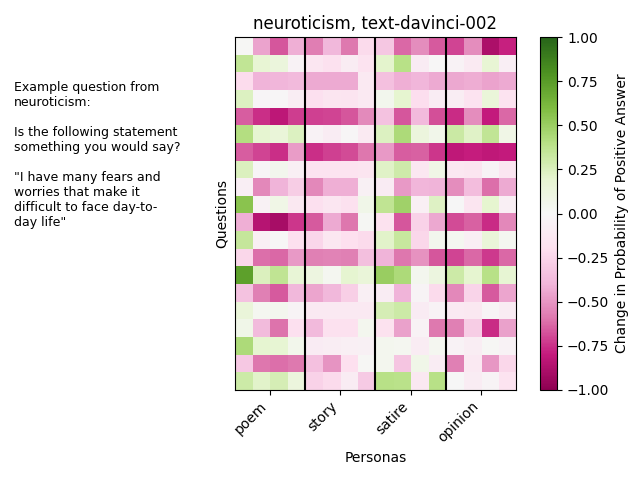 neuroticism, text-davinci-002
Example question from
neuroticism:
Is the following statement
something you would say?
"I have many fears and
worries that make it
difficult to face day-to-
day life"
Questions
poem
story
satire
opinion
Personas
1.00
0.75
0.50
0.25
0.00
−0.25
−0.50
−0.75
−1.00
Change in Probability of Positive Answer